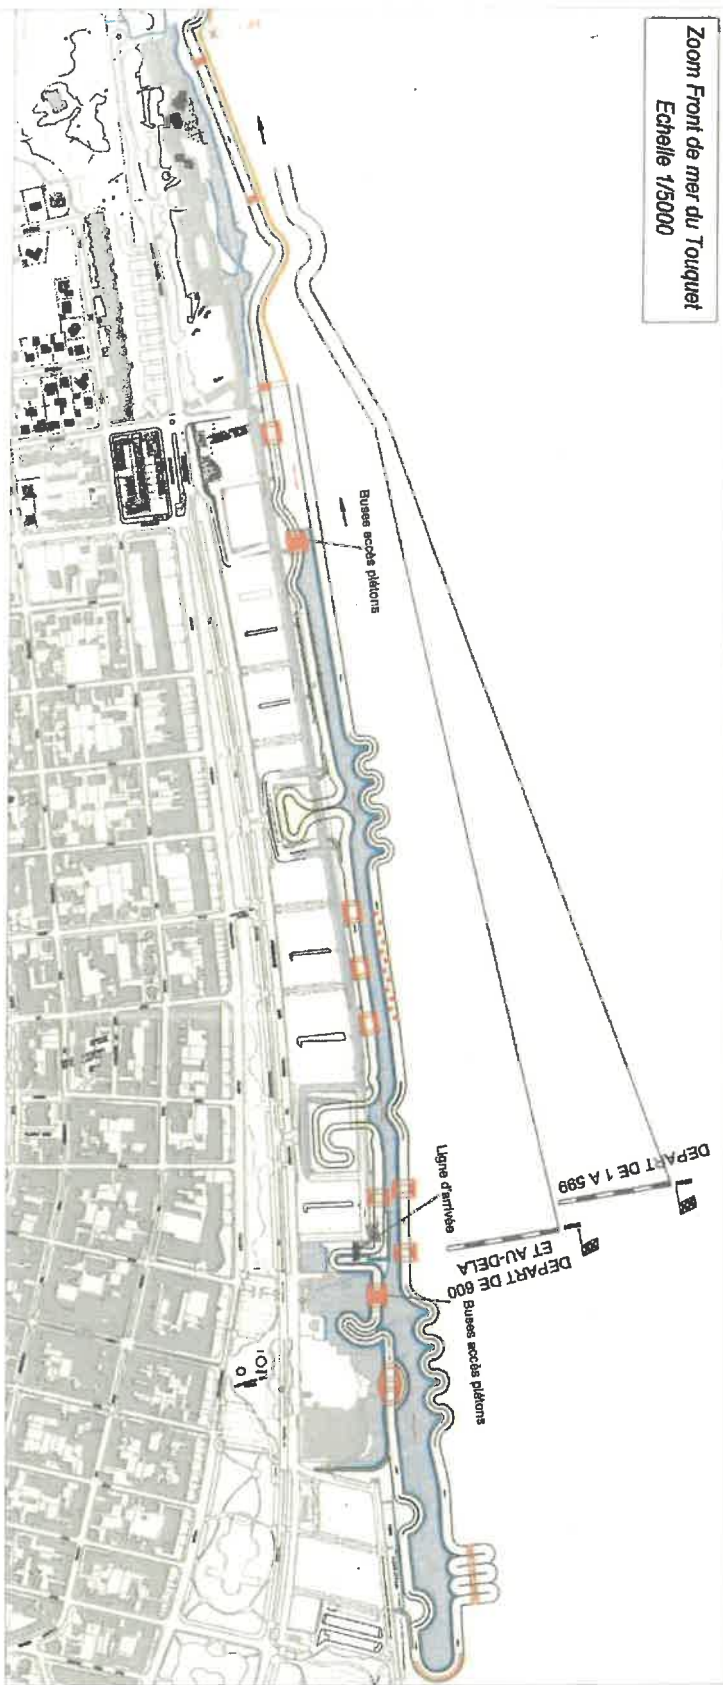 Zoom Front de mer du Touquet
Echelle 1/5000
Buses accès piétons
DEPART DE 1 A 599
DEPART DE 600
ET AU-DELA
Ligne d'arrivée
Buses accès piétons